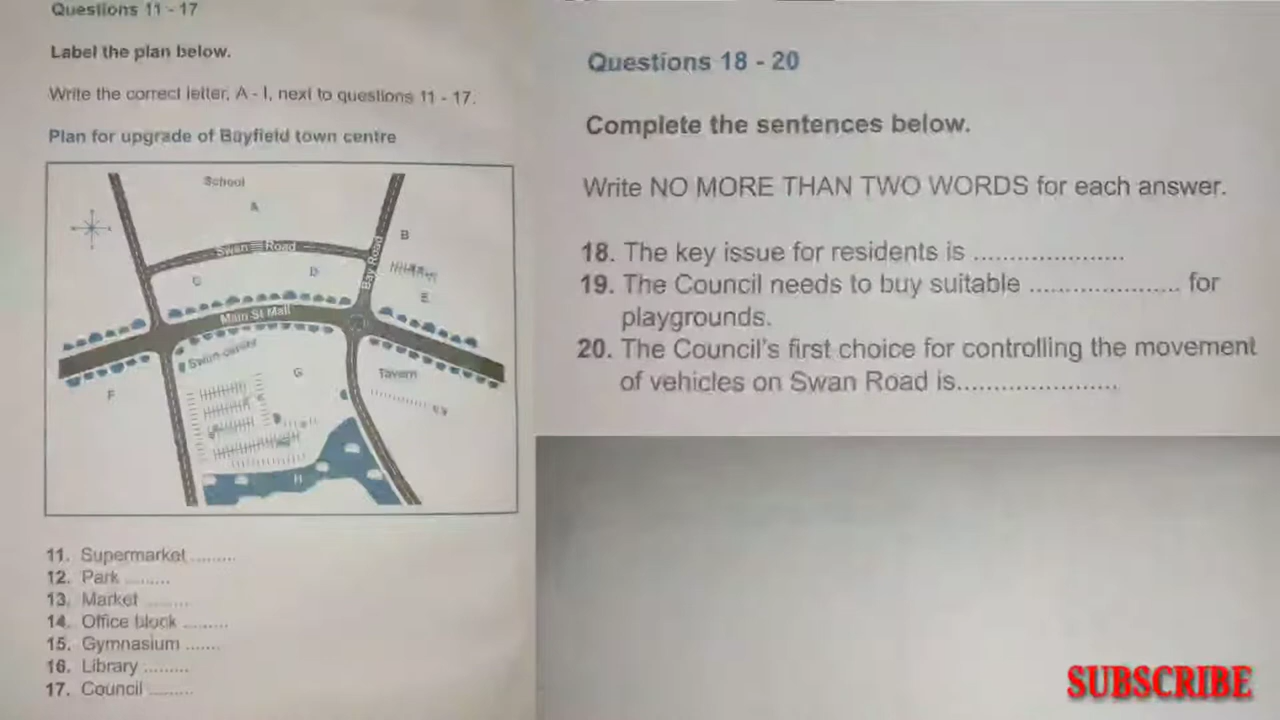 Questions 11 - 17
Label the plan below.
Write the correct letter, A - I, next to questions 11 - 17.
Plan for upgrade of Bayfield town centre
School
A
Swan Road
B
Bay Road
C
D
E
Main St Mall
Swan centre
F
G
Tavern
H
11. Supermarket .........
12. Park .........
13. Market .........
14. Office block .........
15. Gymnasium .......
16. Library .........
17. Council .........
Questions 18 - 20
Complete the sentences below.
Write NO MORE THAN TWO WORDS for each answer.
18. The key issue for residents is ......................
19. The Council needs to buy suitable ...................... for
playgrounds.
20. The Council's first choice for controlling the movement
of vehicles on Swan Road is.......................
SUBSCRIBE